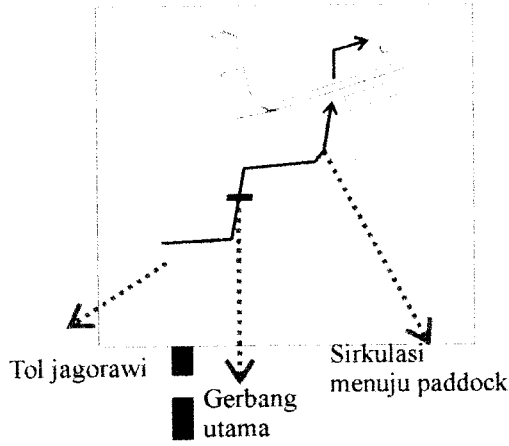 Tol jagorawi
Gerbang
utama
Sirkulasi
menuju paddock